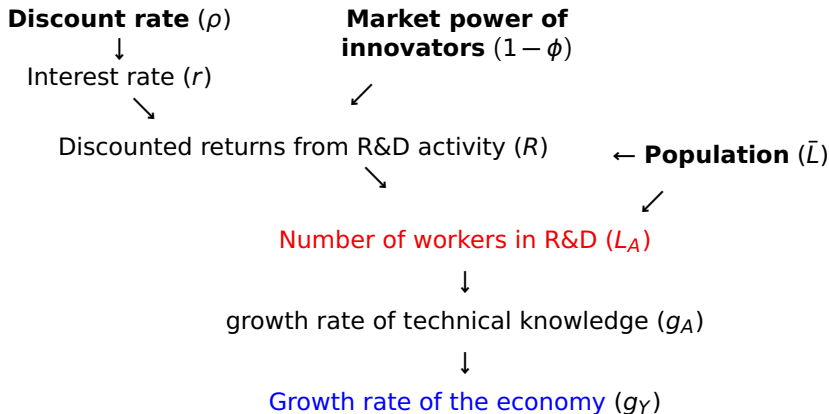 Discount rate (ρ)
Market power of
innovators (1 − ϕ)
↓
Interest rate (r)
↘ ↙
Discounted returns from R&D activity (R)
← Population (L̄)
↘ ↙
Number of workers in R&D (L_A)
↓
growth rate of technical knowledge (g_A)
↓
Growth rate of the economy (g_Y)